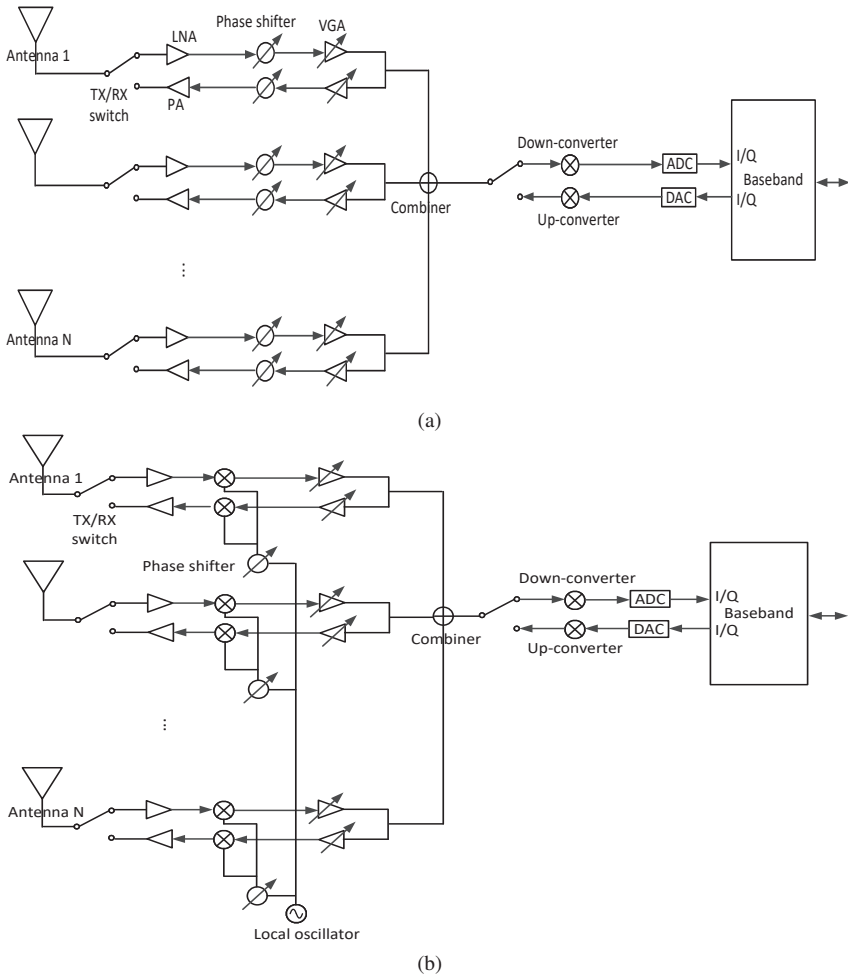 Phase shifter
VGA
LNA
Antenna 1
TX/RX
switch
PA
Down-converter
ADC
I/Q
Baseband
DAC
I/Q
Up-converter
Combiner
⋮
Antenna N
(a)
Antenna 1
TX/RX
switch
Phase shifter
Down-converter
ADC
I/Q
Baseband
DAC
I/Q
Up-converter
Combiner
⋮
Antenna N
Local oscillator
(b)